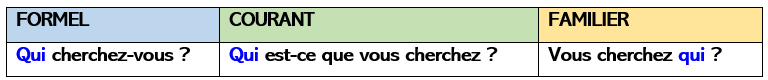 FORMEL COURANT FAMILIER
Qui cherchez-vous ? Qui est-ce que vous cherchez ? Vous cherchez qui ?